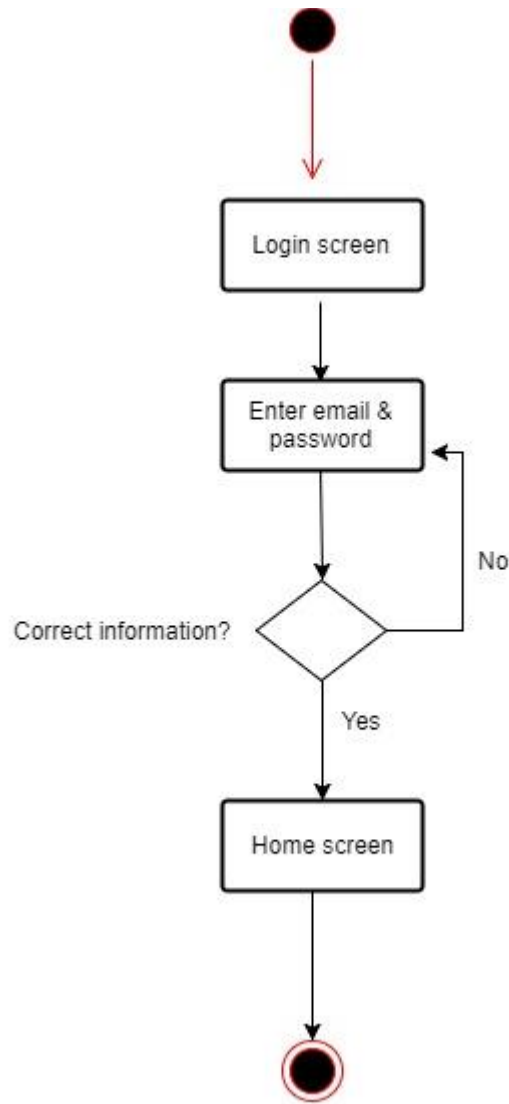 Login screen
Enter email &
password
No
Correct information?
Yes
Home screen